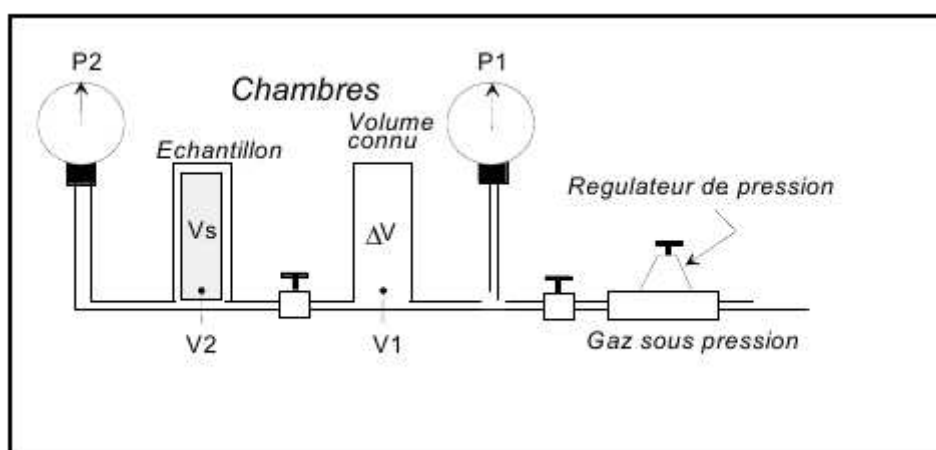 P2
P1
Chambres
Volume
connu
Echantillon
Regulateur de pression
Vs
ΔV
V2
V1
Gaz sous pression